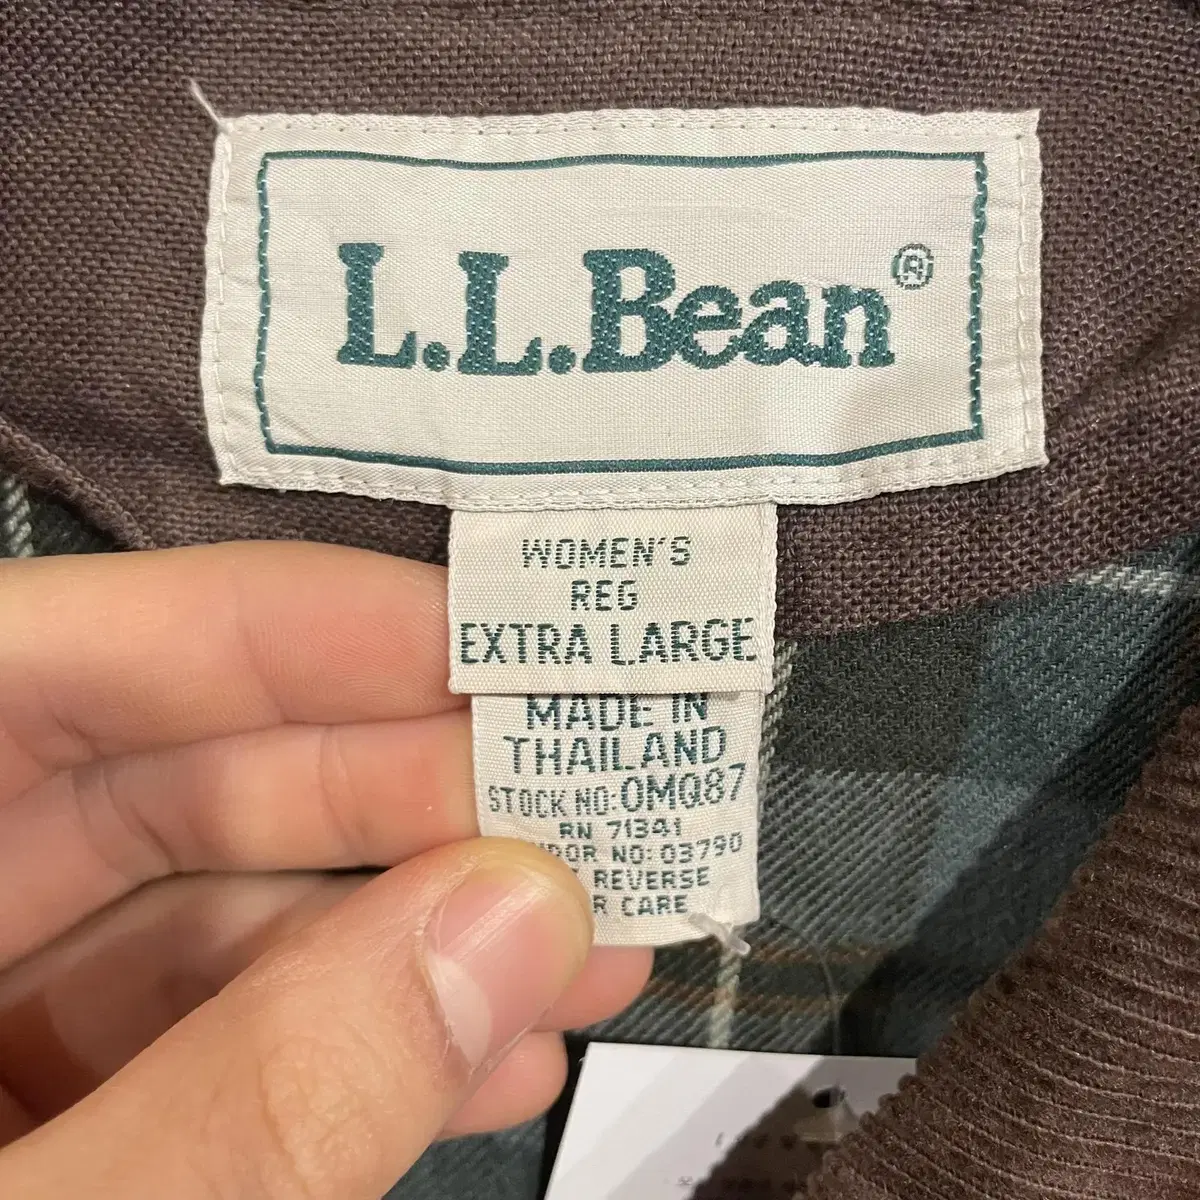 L.L.Bean®
WOMEN'S
REG
EXTRA LARGE
MADE IN
THAILAND
STOCK NO: 0MQ87
RN 71341
NO: 03790
REVERSE
CARE